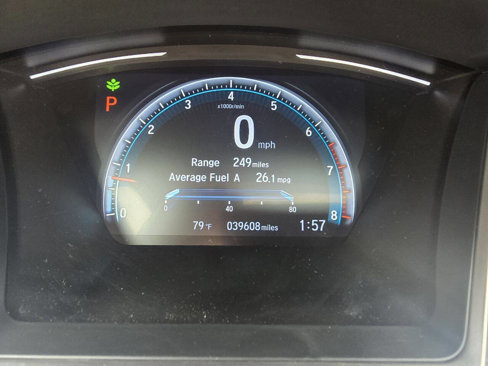 P
4
3
5
x1000r/min
2
6
0 mph
1
7
Range 249 miles
Average Fuel A 26.1 mpg
0 40 80
0
8
79°F 039608 miles 1:57